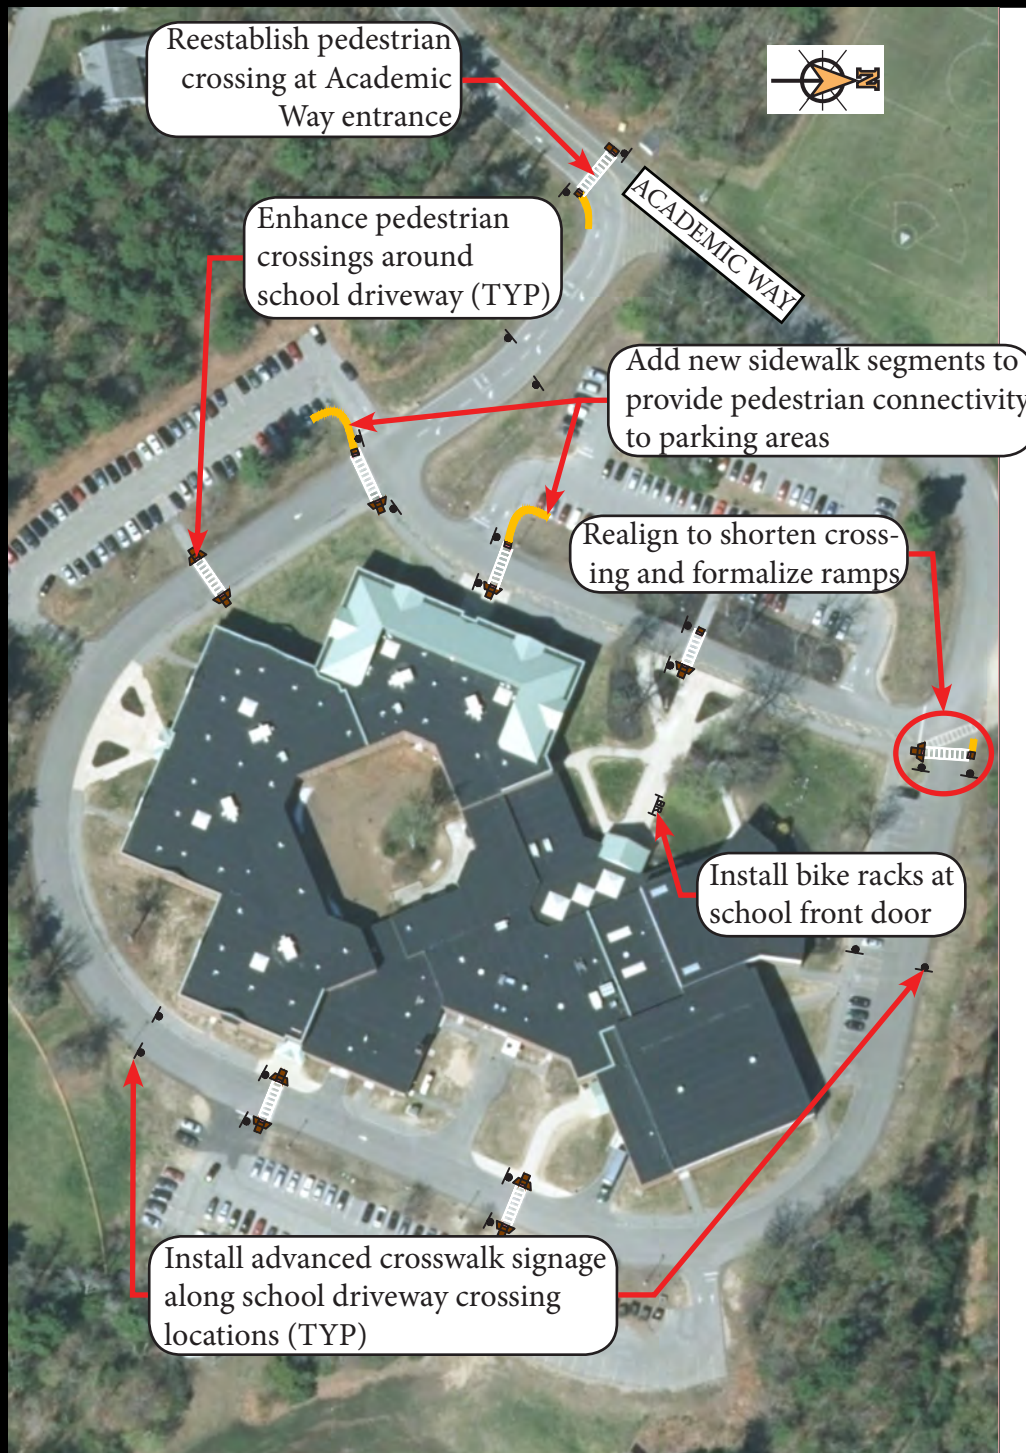 Reestablish pedestrian
crossing at Academic
Way entrance
N
ACADEMIC WAY
Enhance pedestrian
crossings around
school driveway (TYP)
Add new sidewalk segments to
provide pedestrian connectivity
to parking areas
Realign to shorten cross-
ing and formalize ramps
Install bike racks at
school front door
Install advanced crosswalk signage
along school driveway crossing
locations (TYP)